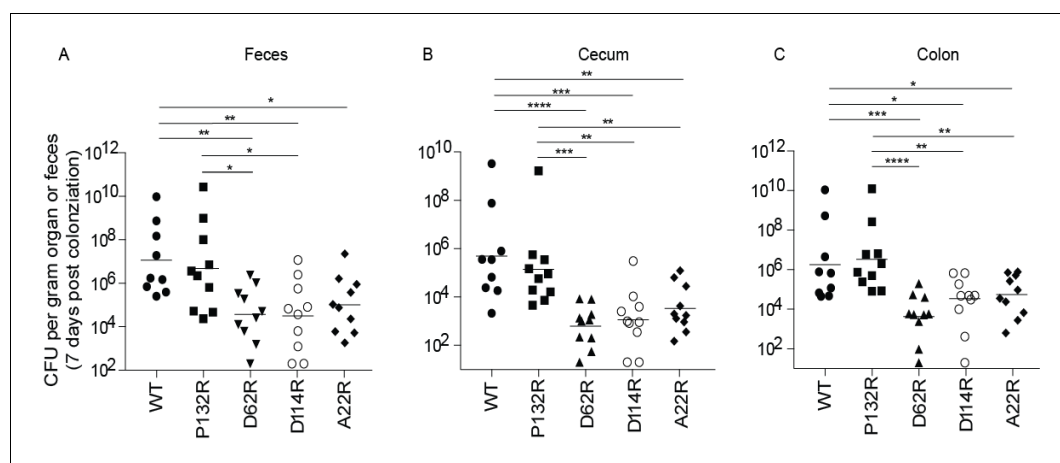 A Feces
B Cecum
C Colon
CFU per gram organ or feces
(7 days post colonziation)
*
**
**
*
*
10^12
10^10
10^8
10^6
10^4
10^2
WT
P132R
D62R
D114R
A22R
**
***
****
**
**
***
10^10
10^8
10^6
10^4
10^2
WT
P132R
D62R
D114R
A22R
*
*
***
**
**
****
10^12
10^10
10^8
10^6
10^4
10^2
WT
P132R
D62R
D114R
A22R